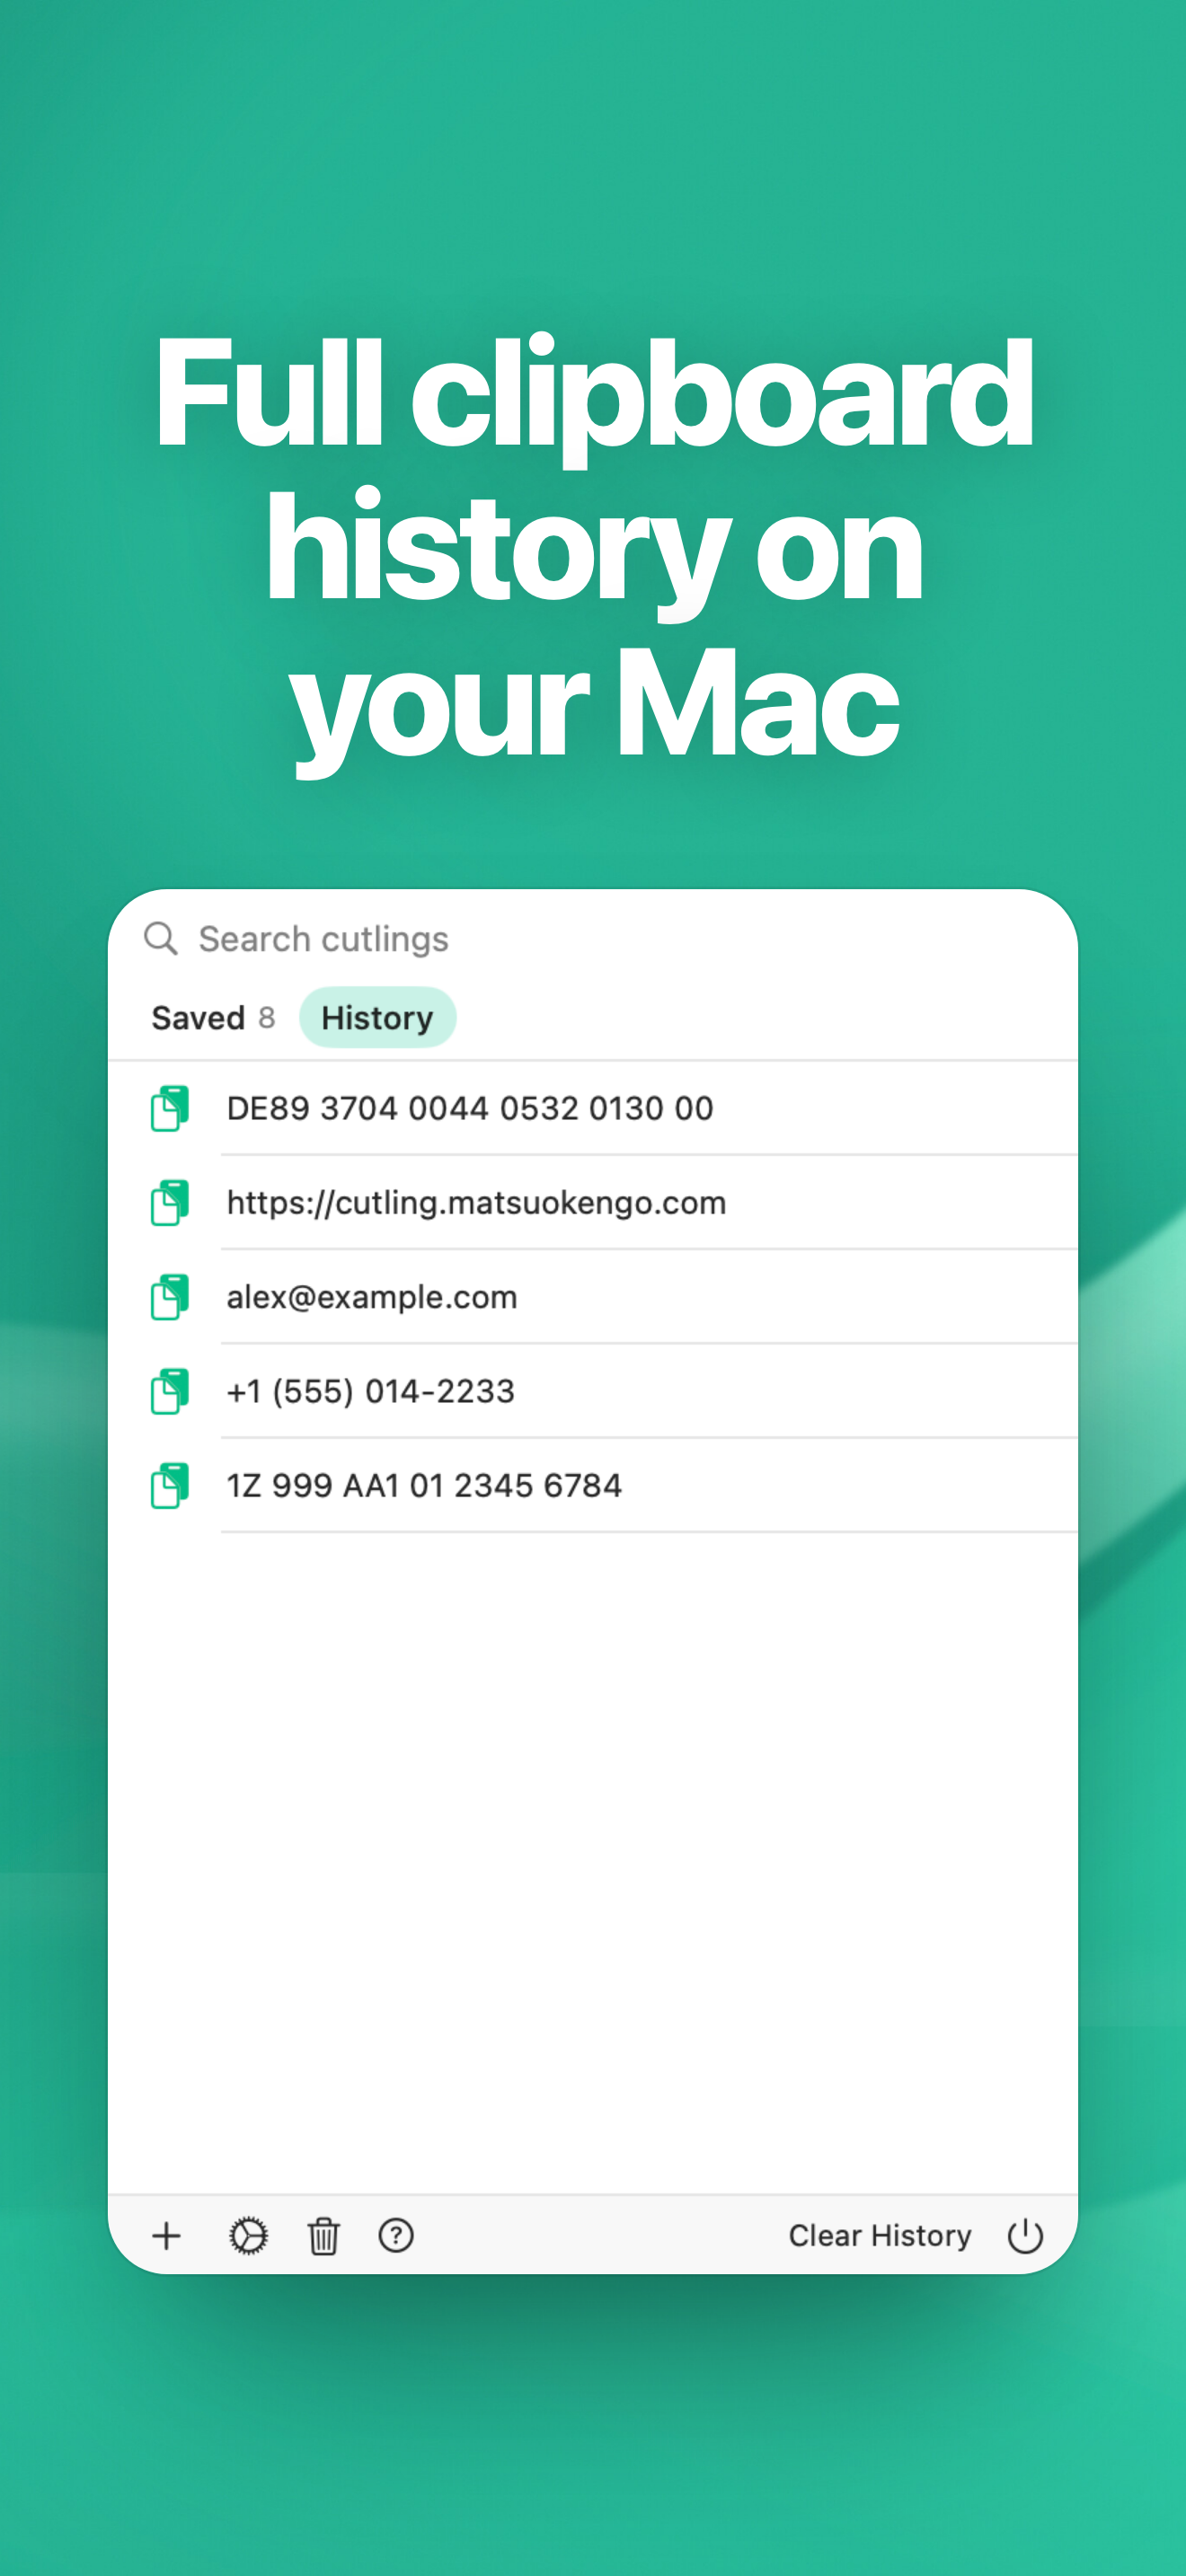 Full clipboard
history on
your Mac
Search cutlings
Saved 8 History
DE89 3704 0044 0532 0130 00
https://cutling.matsuokengo.com
alex@example.com
+1 (555) 014-2233
1Z 999 AA1 01 2345 6784
Clear History